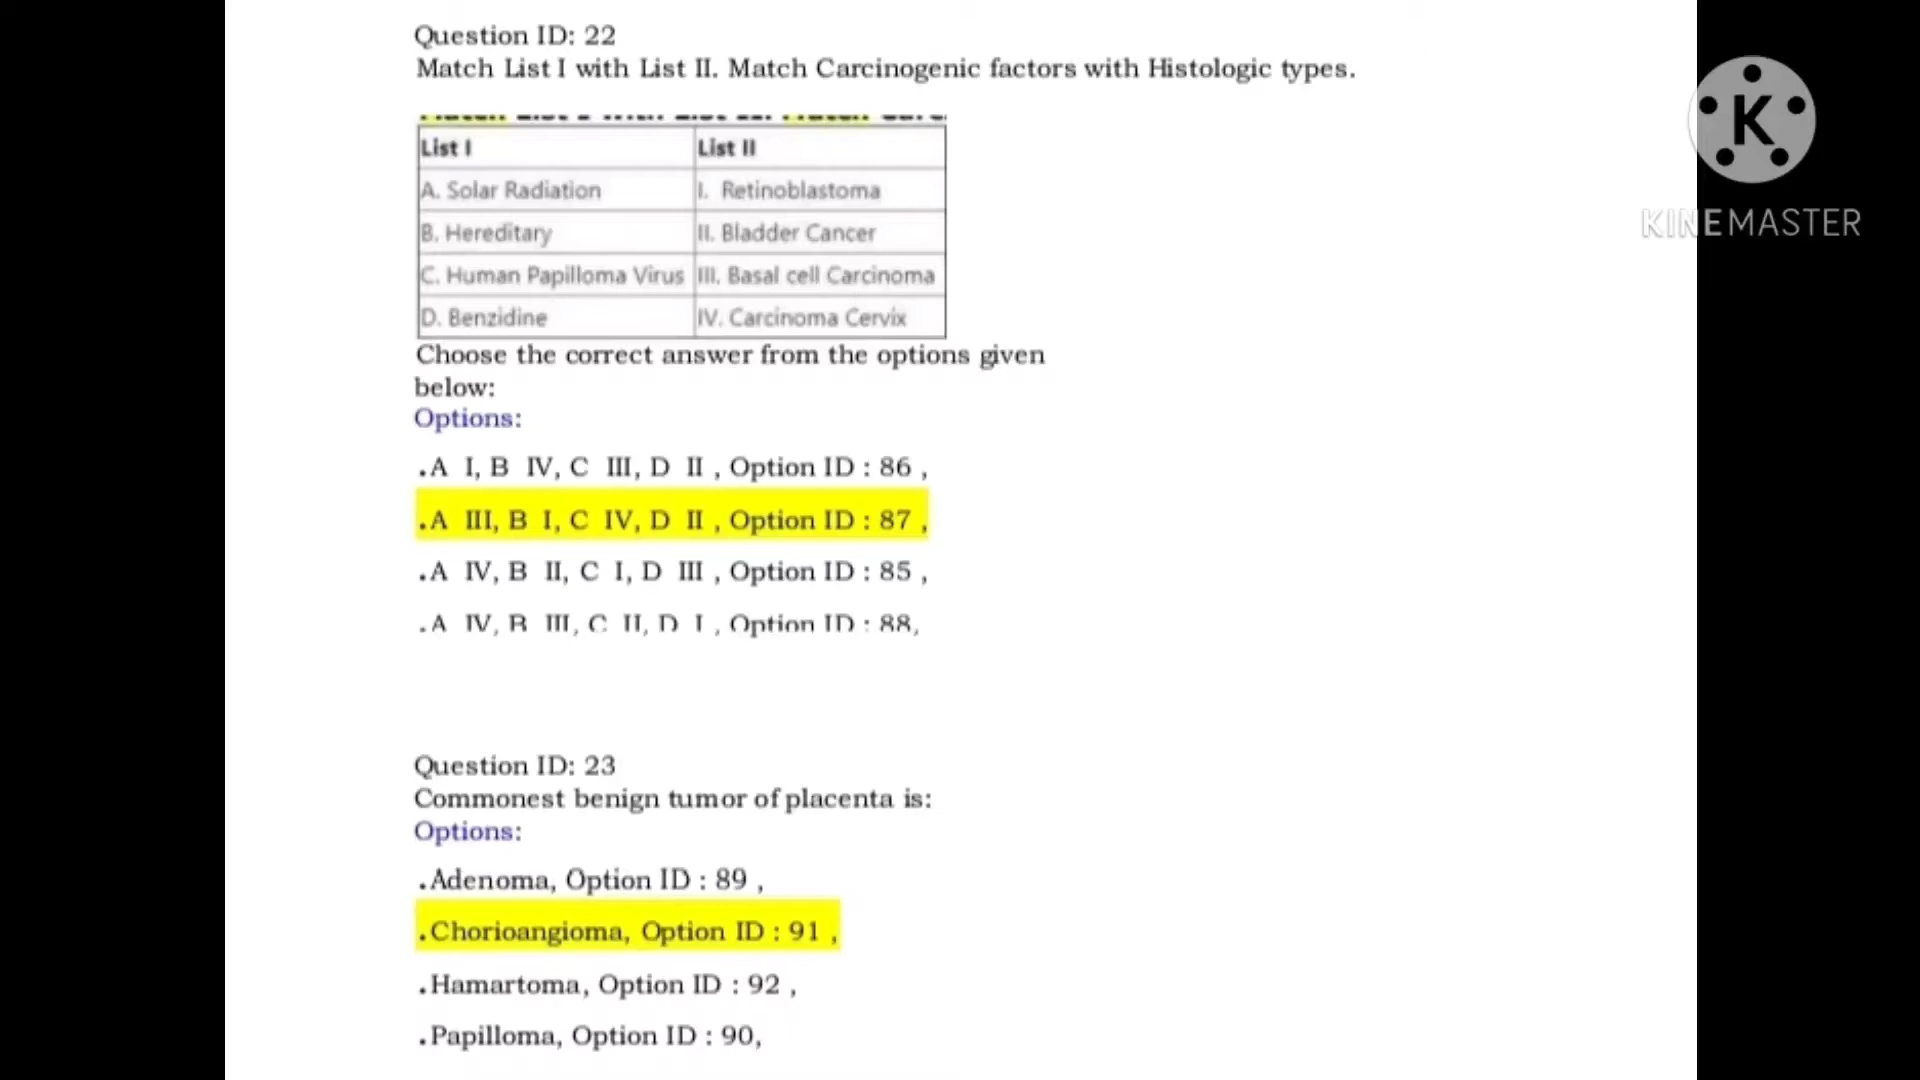 Question ID: 22
Match List I with List II. Match Carcinogenic factors with Histologic types.
List I List II
A. Solar Radiation I. Retinoblastoma
B. Hereditary II. Bladder Cancer
C. Human Papilloma Virus III. Basal cell Carcinoma
D. Benzidine IV. Carcinoma Cervix
Choose the correct answer from the options given
below:
Options:
.A I, B IV, C III, D II , Option ID : 86 ,
.A III, B I, C IV, D II , Option ID : 87 ,
.A IV, B II, C I, D III , Option ID : 85 ,
.A IV, B III, C II, D I , Option ID : 88,
Question ID: 23
Commonest benign tumor of placenta is:
Options:
.Adenoma, Option ID : 89 ,
.Chorioangioma, Option ID : 91 ,
.Hamartoma, Option ID : 92 ,
.Papilloma, Option ID : 90,
K
KINEMASTER